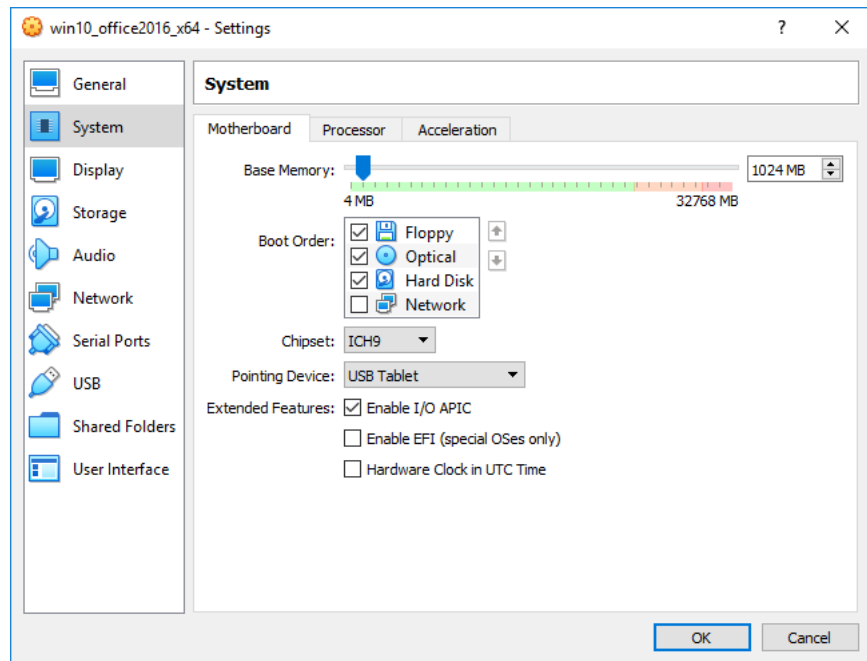 win10_office2016_x64 - Settings ?
General
System
Display
Storage
Audio
Network
Serial Ports
USB
Shared Folders
User Interface
System
Motherboard Processor Acceleration
Base Memory: 1024 MB
4 MB 32768 MB
Boot Order: Floppy
Optical
Hard Disk
Network
Chipset: ICH9
Pointing Device: USB Tablet
Extended Features: Enable I/O APIC
Enable EFI (special OSes only)
Hardware Clock in UTC Time
OK Cancel